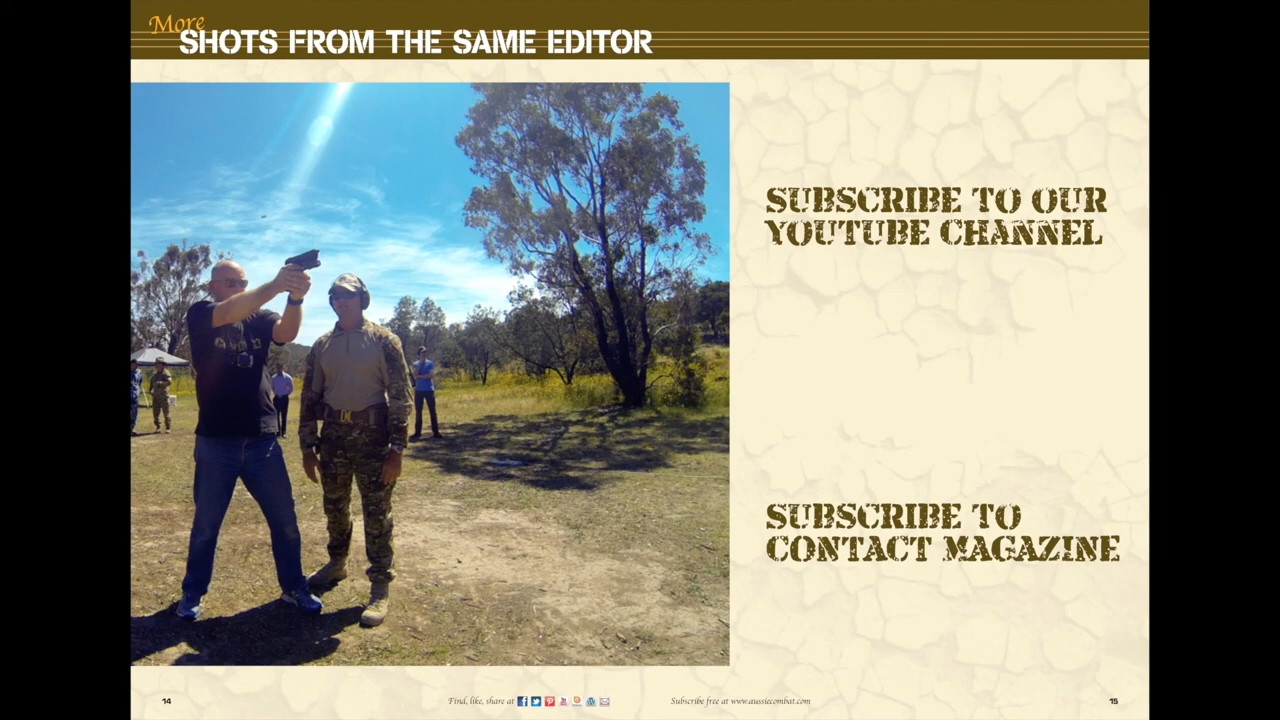 More
SHOTS FROM THE SAME EDITOR
SUBSCRIBE TO OUR
YOUTUBE CHANNEL
SUBSCRIBE TO
CONTACT MAGAZINE
14
Find, like, share at
Subscribe free at www.aussiecombat.com
15